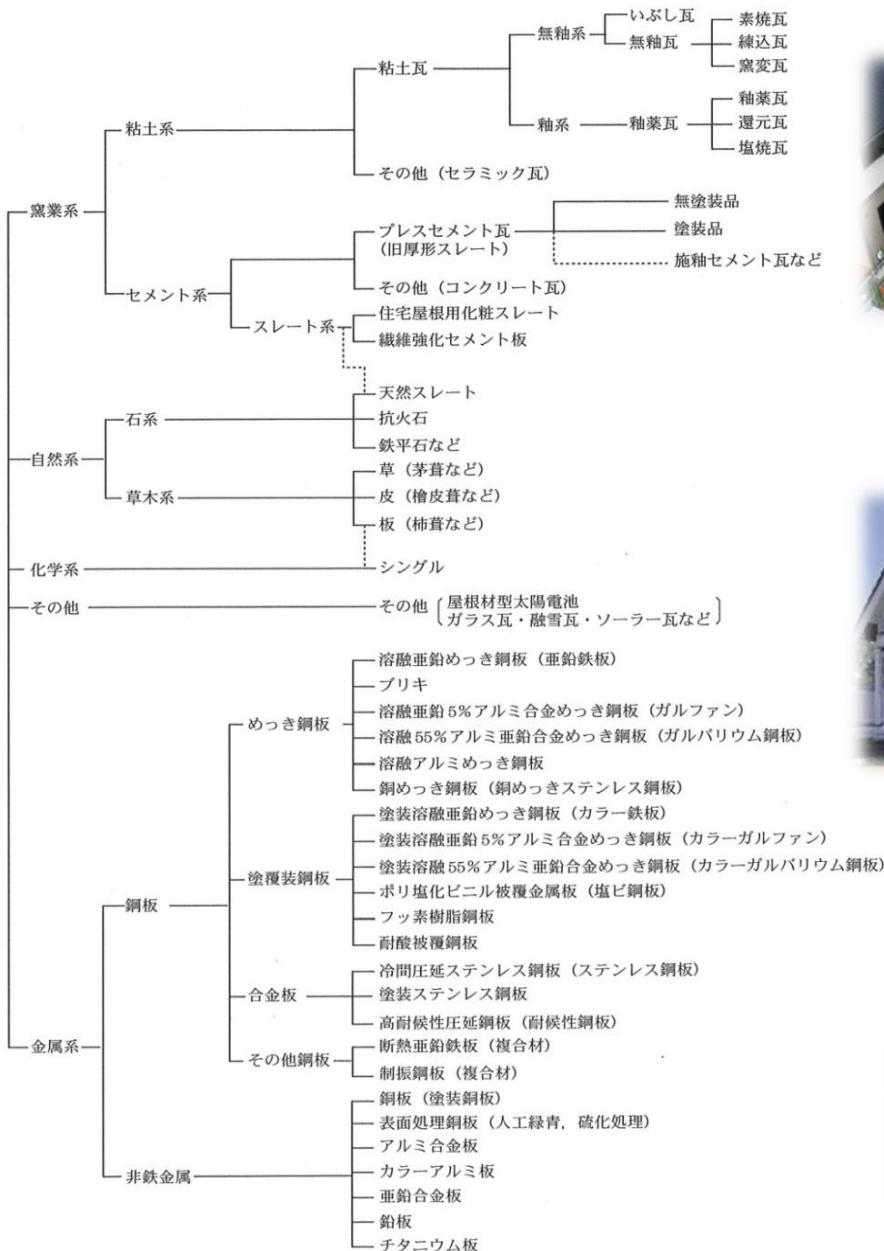 いぶし瓦
素焼瓦
無釉系
無釉瓦
練込瓦
粘土瓦
窯変瓦
釉薬瓦
粘土系
釉系
釉薬瓦
還元瓦
塩焼瓦
その他（セラミック瓦）
窯業系
無塗装品
プレスセメント瓦
（旧厚形スレート）
塗装品
施釉セメント瓦など
セメント系
その他（コンクリート瓦）
スレート系
住宅屋根用化粧スレート
繊維強化セメント板
天然スレート
石系
抗火石
鉄平石など
自然系
草（茅葺など）
草木系
皮（檜皮葺など）
板（杮葺など）
化学系
シングル
その他
その他
屋根材型太陽電池
ガラス瓦・融雪瓦・ソーラー瓦など
溶融亜鉛めっき鋼板（亜鉛鉄板）
ブリキ
溶融亜鉛5%アルミ合金めっき鋼板（ガルファン）
めっき鋼板
溶融55%アルミ亜鉛合金めっき鋼板（ガルバリウム鋼板）
溶融アルミめっき鋼板
銅めっき鋼板（銅めっきステンレス鋼板）
塗装溶融亜鉛めっき鋼板（カラー鉄板）
塗装溶融亜鉛5%アルミ合金めっき鋼板（カラーガルファン）
塗装溶融55%アルミ亜鉛合金めっき鋼板（カラーガルバリウム鋼板）
塗覆装鋼板
ポリ塩化ビニル被覆金属板（塩ビ鋼板）
鋼板
フッ素樹脂鋼板
耐酸被覆鋼板
冷間圧延ステンレス鋼板（ステンレス鋼板）
合金板
塗装ステンレス鋼板
高耐候性圧延鋼板（耐候性鋼板）
金属系
断熱亜鉛鉄板（複合材）
その他鋼板
制振鋼板（複合材）
銅板（塗装銅板）
表面処理銅板（人工緑青，硫化処理）
アルミ合金板
非鉄金属
カラーアルミ板
亜鉛合金板
鉛板
チタニウム板